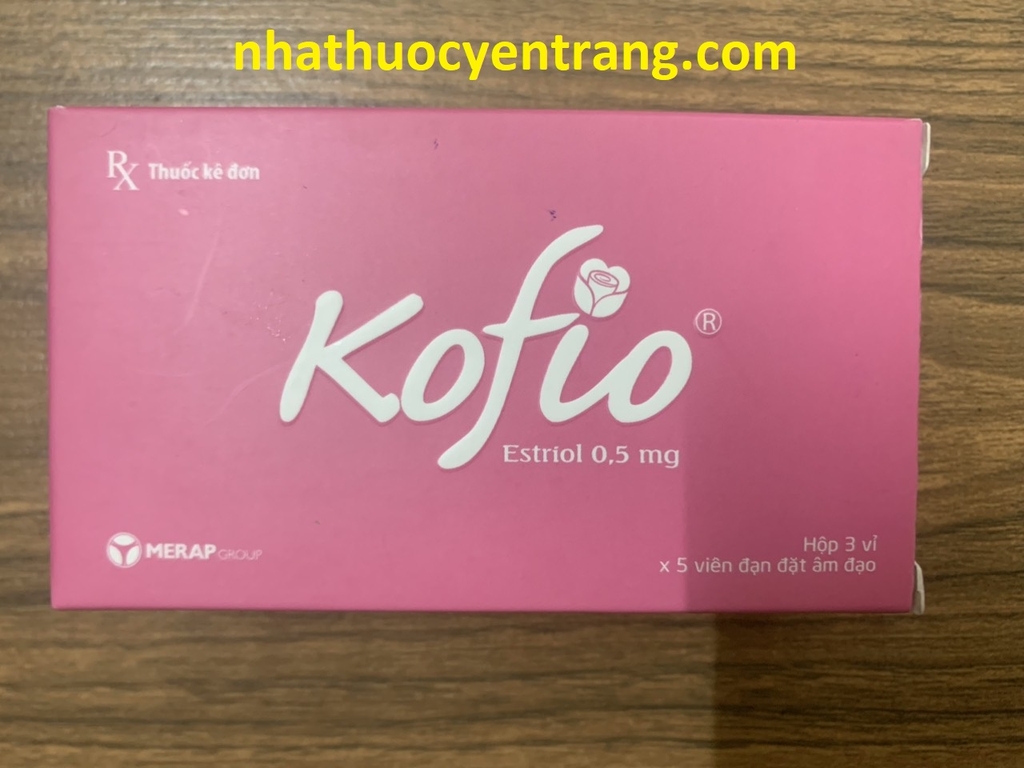 nhathuocyentrang.com
Rx Thuốc kê đơn
Kofio ®
Estriol 0,5 mg
MERAP GROUP
Hộp 3 vỉ
x 5 viên đạn đặt âm đạo